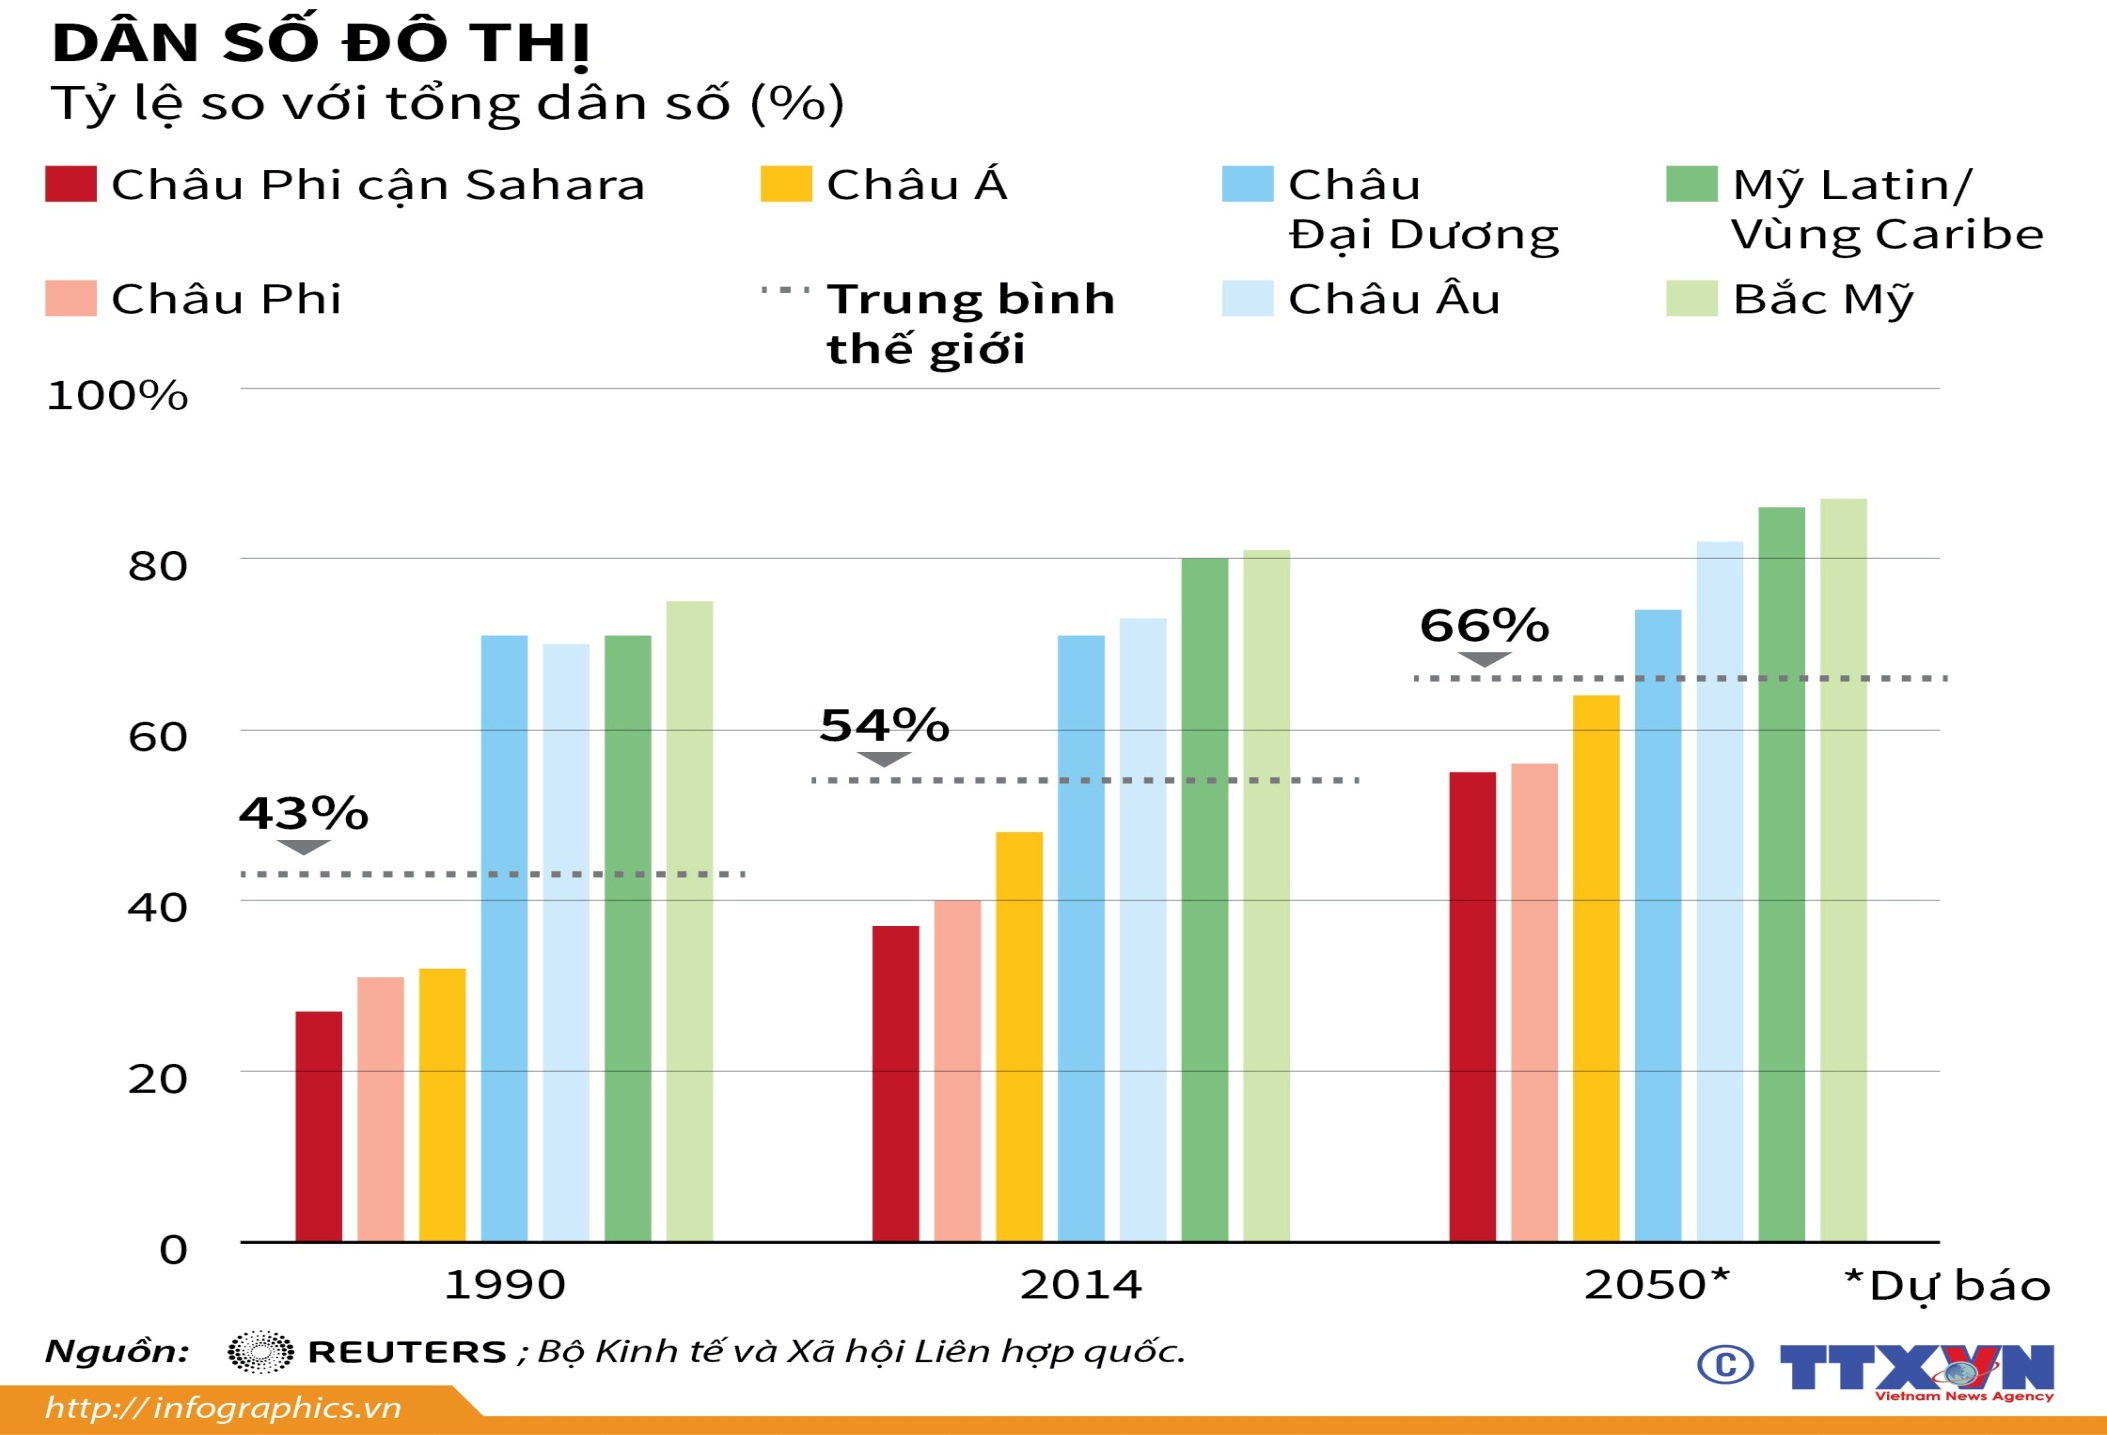 DÂN SỐ ĐÔ THỊ
Tỷ lệ so với tổng dân số (%)
Châu Phi cận Sahara
Châu Á
Châu
Đại Dương
Mỹ Latin/
Vùng Caribe
Châu Phi
Trung bình
thế giới
Châu Âu
Bắc Mỹ
100%
80
60
40
20
0
43%
54%
66%
1990
2014
2050*
*Dự báo
Nguồn: REUTERS ; Bộ Kinh tế và Xã hội Liên hợp quốc.
© TTXVN
Vietnam News Agency
http:// infographics.vn